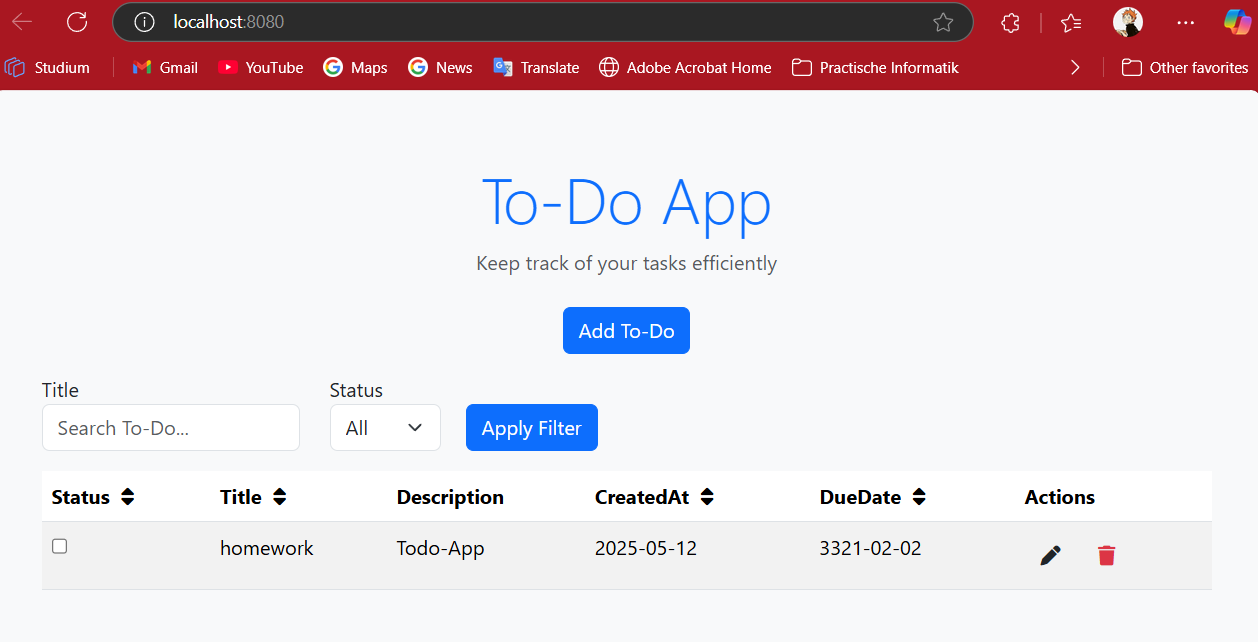 localhost:8080
Studium Gmail YouTube Maps News Translate Adobe Acrobat Home Practische Informatik Other favorites
To-Do App
Keep track of your tasks efficiently
Add To-Do
Title Status
Search To-Do... All Apply Filter
Status Title Description CreatedAt DueDate Actions
homework Todo-App 2025-05-12 3321-02-02